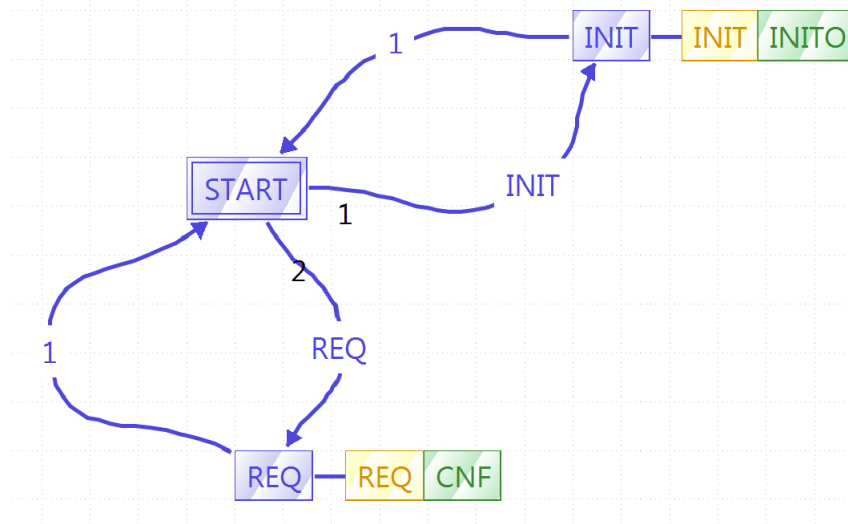 1
INIT INIT INITO
START
INIT
1
2
REQ
1
REQ REQ CNF